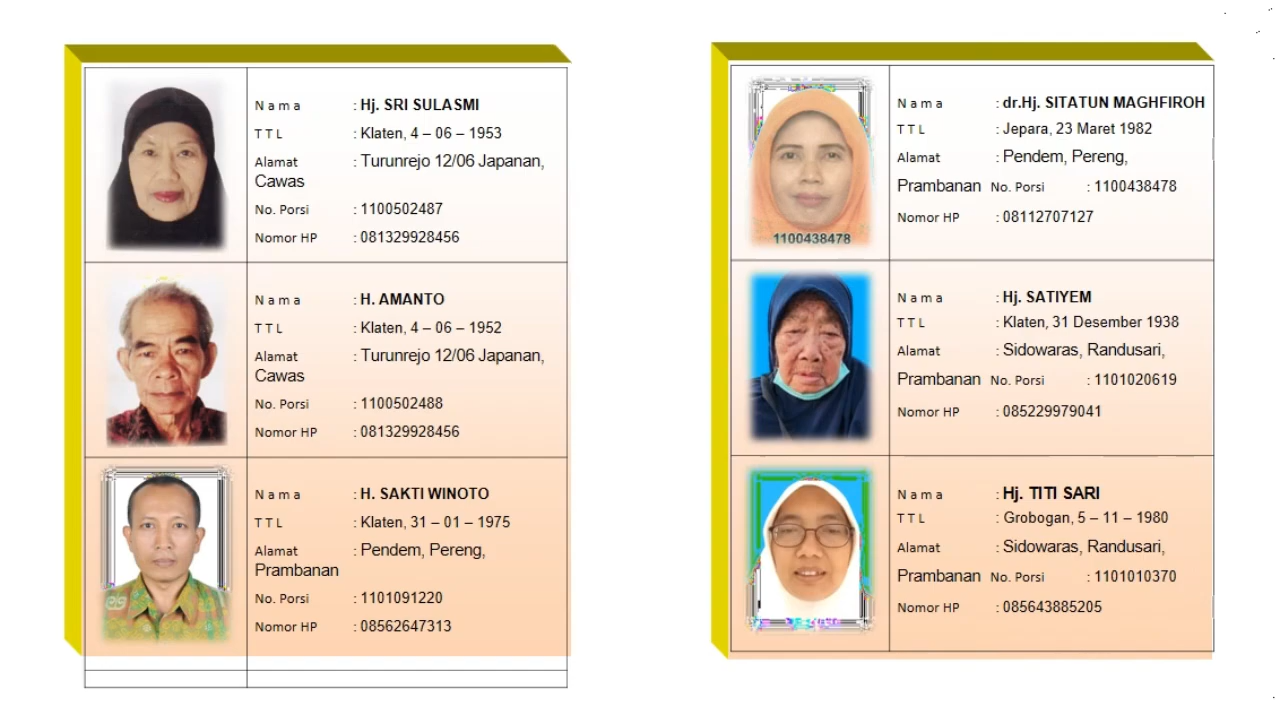 Nama : Hj. SRI SULASMI
TTL : Klaten, 4 – 06 – 1953
Alamat : Turunrejo 12/06 Japanan,
Cawas
No. Porsi : 1100502487
Nomor HP : 081329928456
Nama : H. AMANTO
TTL : Klaten, 4 – 06 – 1952
Alamat : Turunrejo 12/06 Japanan,
Cawas
No. Porsi : 1100502488
Nomor HP : 081329928456
Nama : H. SAKTI WINOTO
TTL : Klaten, 31 – 01 – 1975
Alamat : Pendem, Pereng,
Prambanan
No. Porsi : 1101091220
Nomor HP : 08562647313
Nama : dr.Hj. SITATUN MAGHFIROH
TTL : Jepara, 23 Maret 1982
Alamat : Pendem, Pereng,
Prambanan No. Porsi : 1100438478
Nomor HP : 08112707127
1100438478
Nama : Hj. SATIYEM
TTL : Klaten, 31 Desember 1938
Alamat : Sidowaras, Randusari,
Prambanan No. Porsi : 1101020619
Nomor HP : 085229979041
Nama : Hj. TITI SARI
TTL : Grobogan, 5 – 11 – 1980
Alamat : Sidowaras, Randusari,
Prambanan No. Porsi : 1101010370
Nomor HP : 085643885205